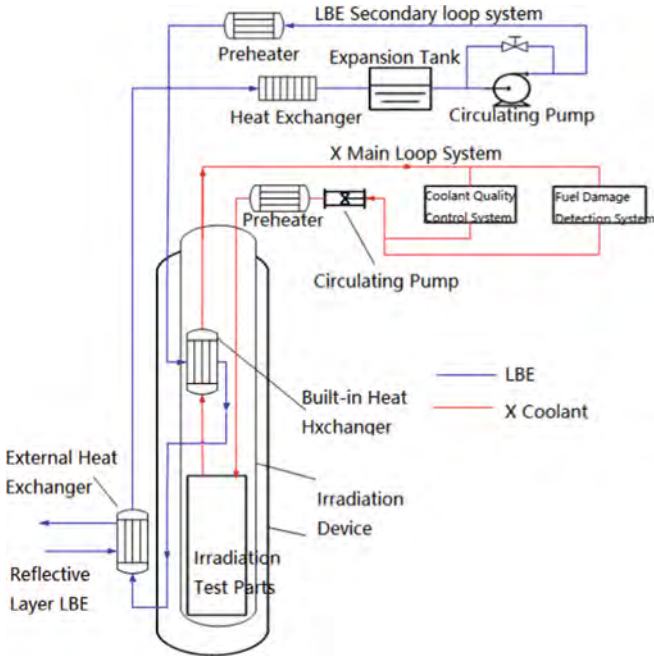 LBE Secondary loop system
Preheater
Expansion Tank
Heat Exchanger
Circulating Pump
X Main Loop System
Preheater
Coolant Quality
Control System
Fuel Damage
Detection System
Circulating Pump
LBE
X Coolant
Built-in Heat
Hxchanger
External Heat
Exchanger
Irradiation
Device
Irradiation
Test Parts
Reflective
Layer LBE